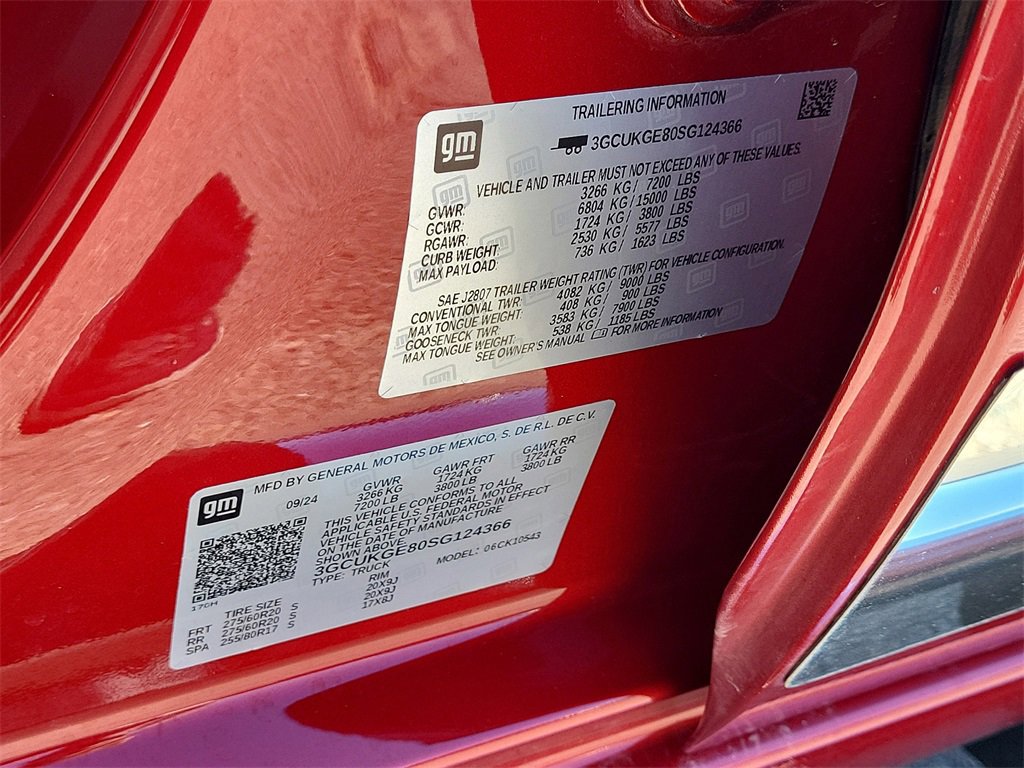 TRAILERING INFORMATION
gm
3GCUKGE80SG124366
VEHICLE AND TRAILER MUST NOT EXCEED ANY OF THESE VALUES.
GVWR: 3266 KG / 7200 LBS
GCWR: 6804 KG / 15000 LBS
RGAWR: 1724 KG / 3800 LBS
CURB WEIGHT: 2530 KG / 5577 LBS
MAX PAYLOAD: 736 KG / 1623 LBS
SAE J2807 TRAILER WEIGHT RATING (TWR) FOR VEHICLE CONFIGURATION.
CONVENTIONAL TWR: 4082 KG / 9000 LBS
MAX TONGUE WEIGHT: 408 KG / 900 LBS
GOOSENECK TWR: 3583 KG / 7900 LBS
MAX TONGUE WEIGHT: 538 KG / 1185 LBS
SEE OWNER'S MANUAL FOR MORE INFORMATION
gm
MFD BY GENERAL MOTORS DE MEXICO, S. DE R.L. DE C.V.
09/24 GVWR GAWR FRT GAWR RR
3266 KG 1724 KG 1724 KG
7200 LB 3800 LB 3800 LB
THIS VEHICLE CONFORMS TO ALL
APPLICABLE U.S. FEDERAL MOTOR
VEHICLE SAFETY STANDARDS IN EFFECT
ON THE DATE OF MANUFACTURE
SHOWN ABOVE.
3GCUKGE80SG124366
TYPE: TRUCK MODEL: 06CK10543
17GH
TIRE SIZE RIM
FRT 275/60R20 S 20X9J
RR 275/60R20 S 20X9J
SPA 255/80R17 S 17X8J